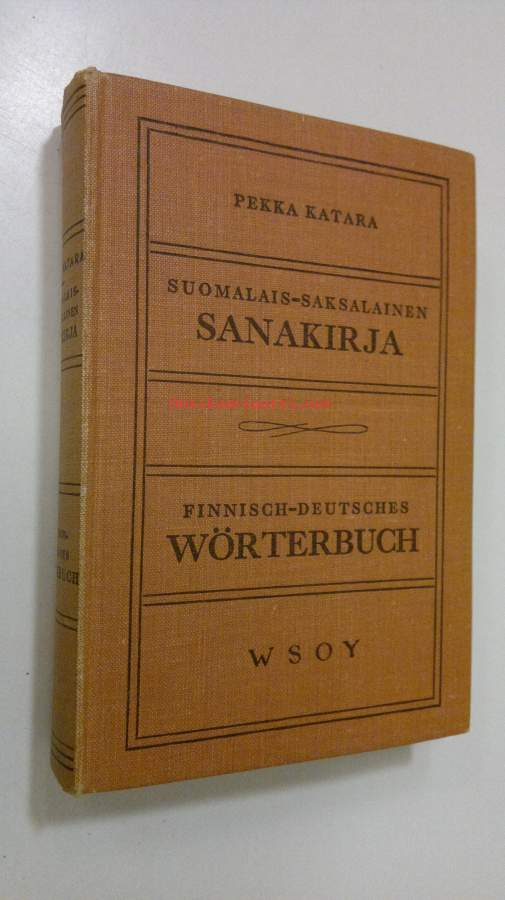 PEKKA KATARA
SUOMALAIS-SAKSALAINEN
SANAKIRJA
FINNISCH-DEUTSCHES
WÖRTERBUCH
WSOY